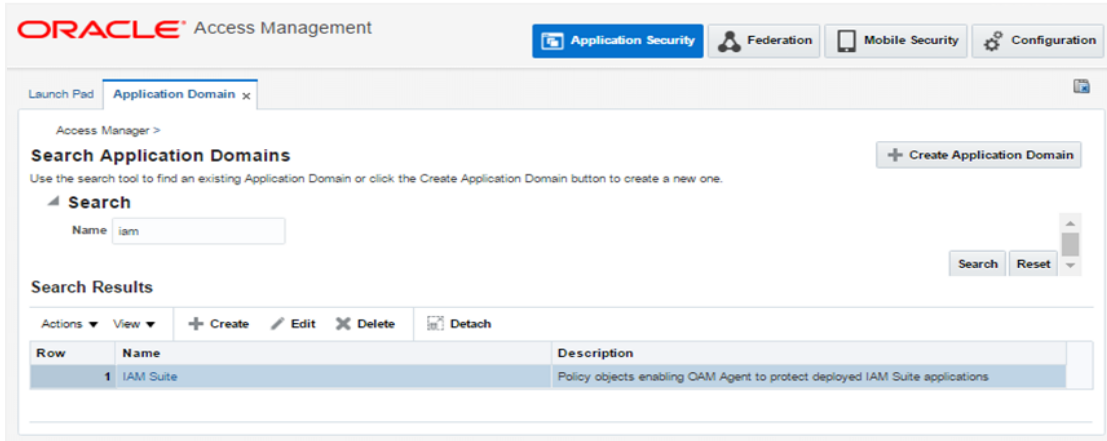 ORACLE® Access Management
Application Security Federation Mobile Security Configuration
Launch Pad Application Domain x
Access Manager >
Search Application Domains
Create Application Domain
Use the search tool to find an existing Application Domain or click the Create Application Domain button to create a new one.
Search
Name iam
Search Reset
Search Results
Actions View Create Edit Delete Detach
Row Name Description
1 IAM Suite Policy objects enabling OAM Agent to protect deployed IAM Suite applications